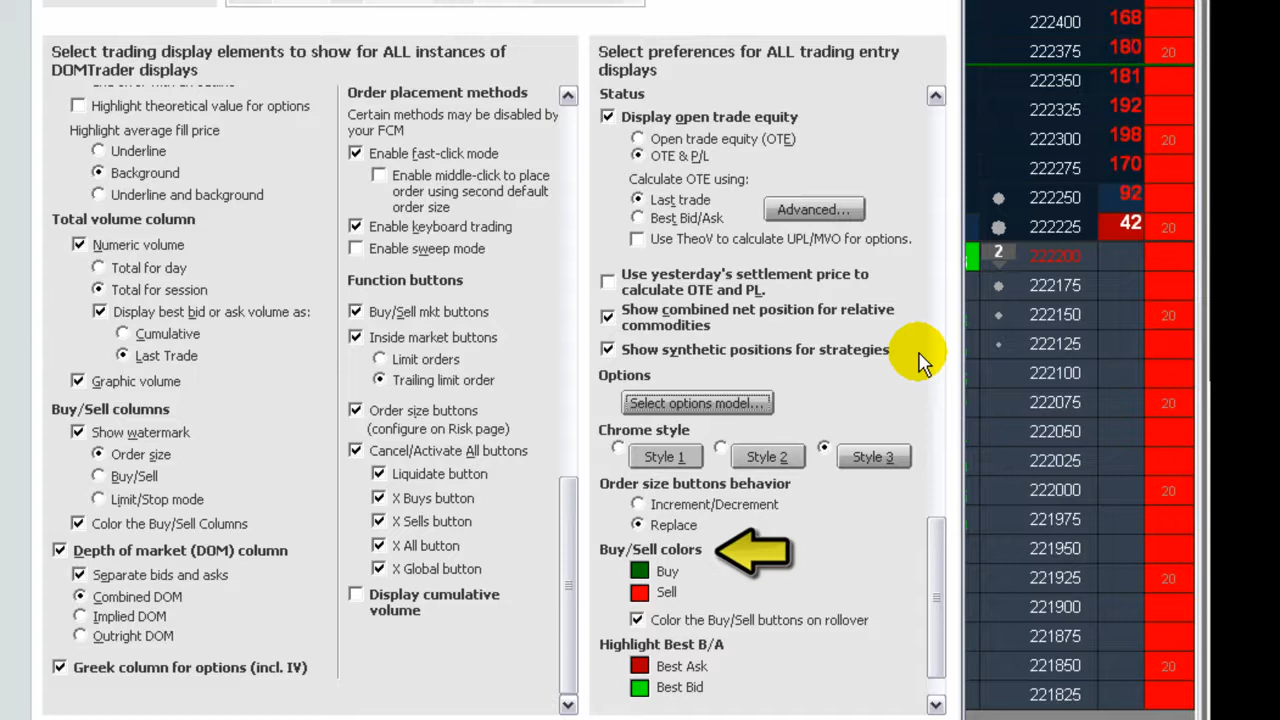 Select trading display elements to show for ALL instances of
DOMTrader displays
Highlight theoretical value for options
Highlight average fill price
Underline
Background
Underline and background
Total volume column
Numeric volume
Total for day
Total for session
Display best bid or ask volume as:
Cumulative
Last Trade
Graphic volume
Buy/Sell columns
Show watermark
Order size
Buy/Sell
Limit/Stop mode
Color the Buy/Sell Columns
Depth of market (DOM) column
Separate bids and asks
Combined DOM
Implied DOM
Outright DOM
Greek column for options (incl. IV)
Order placement methods
Certain methods may be disabled by
your FCM
Enable fast-click mode
Enable middle-click to place
order using second default
order size
Enable keyboard trading
Enable sweep mode
Function buttons
Buy/Sell mkt buttons
Inside market buttons
Limit orders
Trailing limit order
Order size buttons
(configure on Risk page)
Cancel/Activate All buttons
Liquidate button
X Buys button
X Sells button
X All button
X Global button
Display cumulative
volume
Select preferences for ALL trading entry
displays
Status
Display open trade equity
Open trade equity (OTE)
OTE & P/L
Calculate OTE using:
Last trade
Best Bid/Ask
Advanced...
Use TheoV to calculate UPL/MVO for options.
Use yesterday's settlement price to
calculate OTE and PL.
Show combined net position for relative
commodities
Show synthetic positions for strategies
Options
Select options model...
Chrome style
Style 1
Style 2
Style 3
Order size buttons behavior
Increment/Decrement
Replace
Buy/Sell colors
Buy
Sell
Color the Buy/Sell buttons on rollover
Highlight Best B/A
Best Ask
Best Bid
222400 168
222375 180 20
222350 181
222325 192
222300 198 20
222275 170
222250 92
222225 42 20
2 222200
222175
222150 20
222125
222100
222075 20
222050
222025
222000 20
221975
221950
221925 20
221900
221875
221850 20
221825